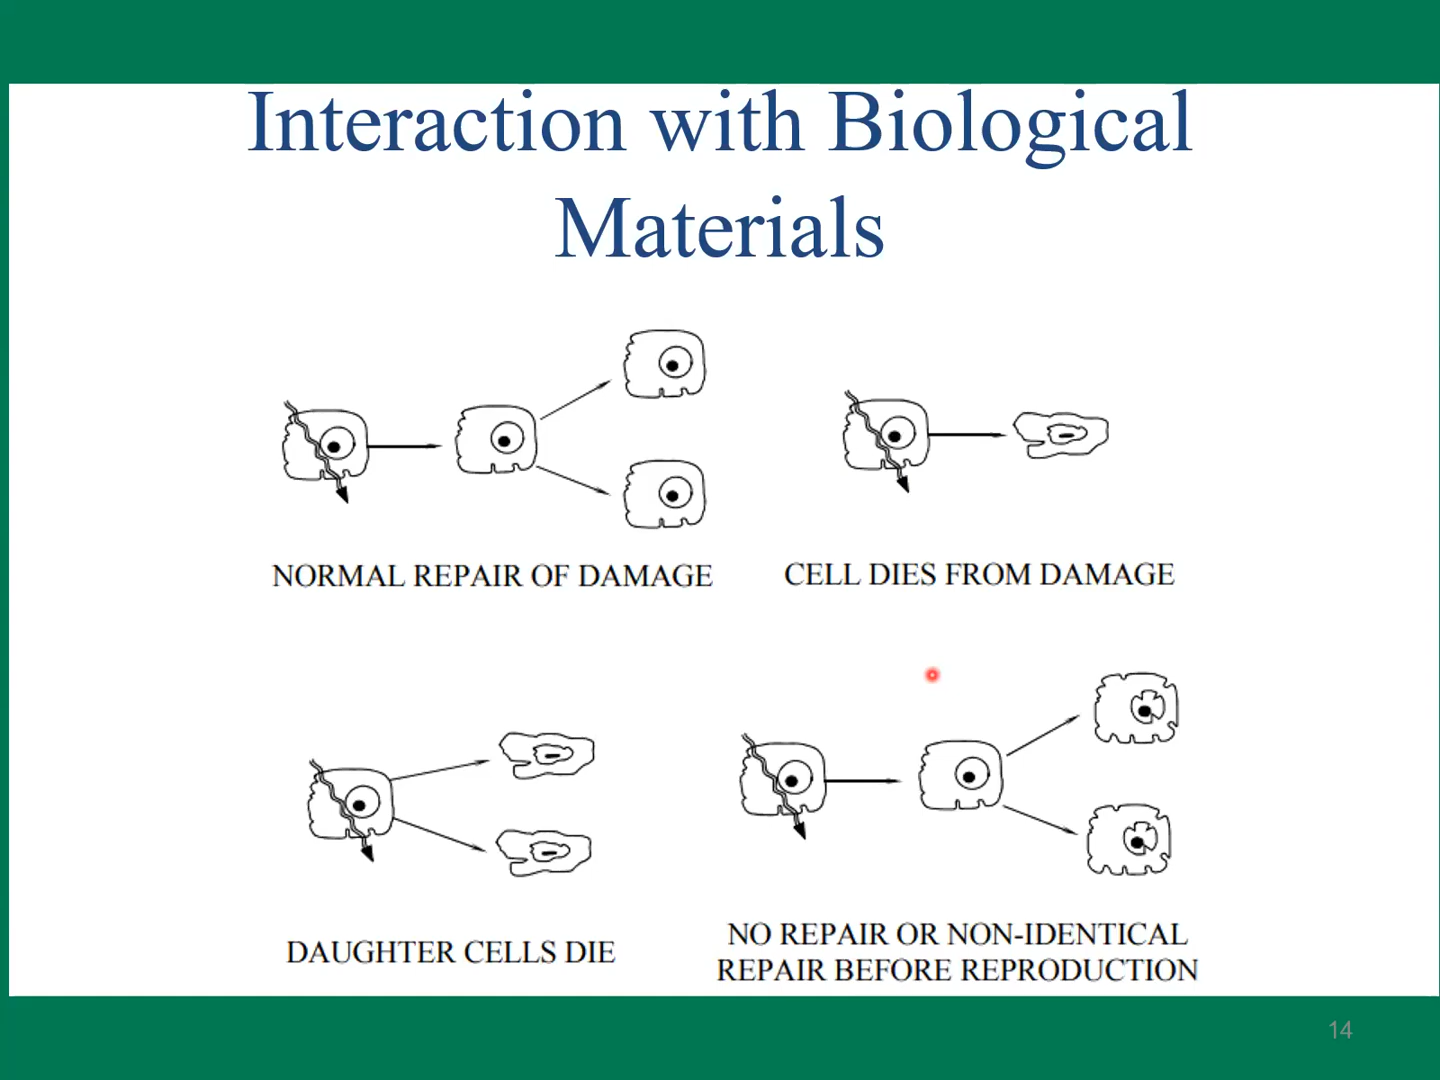 Interaction with Biological
Materials
NORMAL REPAIR OF DAMAGE
CELL DIES FROM DAMAGE
DAUGHTER CELLS DIE
NO REPAIR OR NON-IDENTICAL
REPAIR BEFORE REPRODUCTION
14